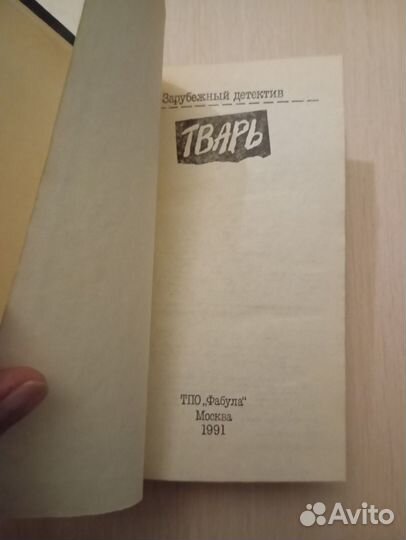 Зарубежный детектив
ТВАРЬ
ТПО „Фабула“
Москва
1991
Avito